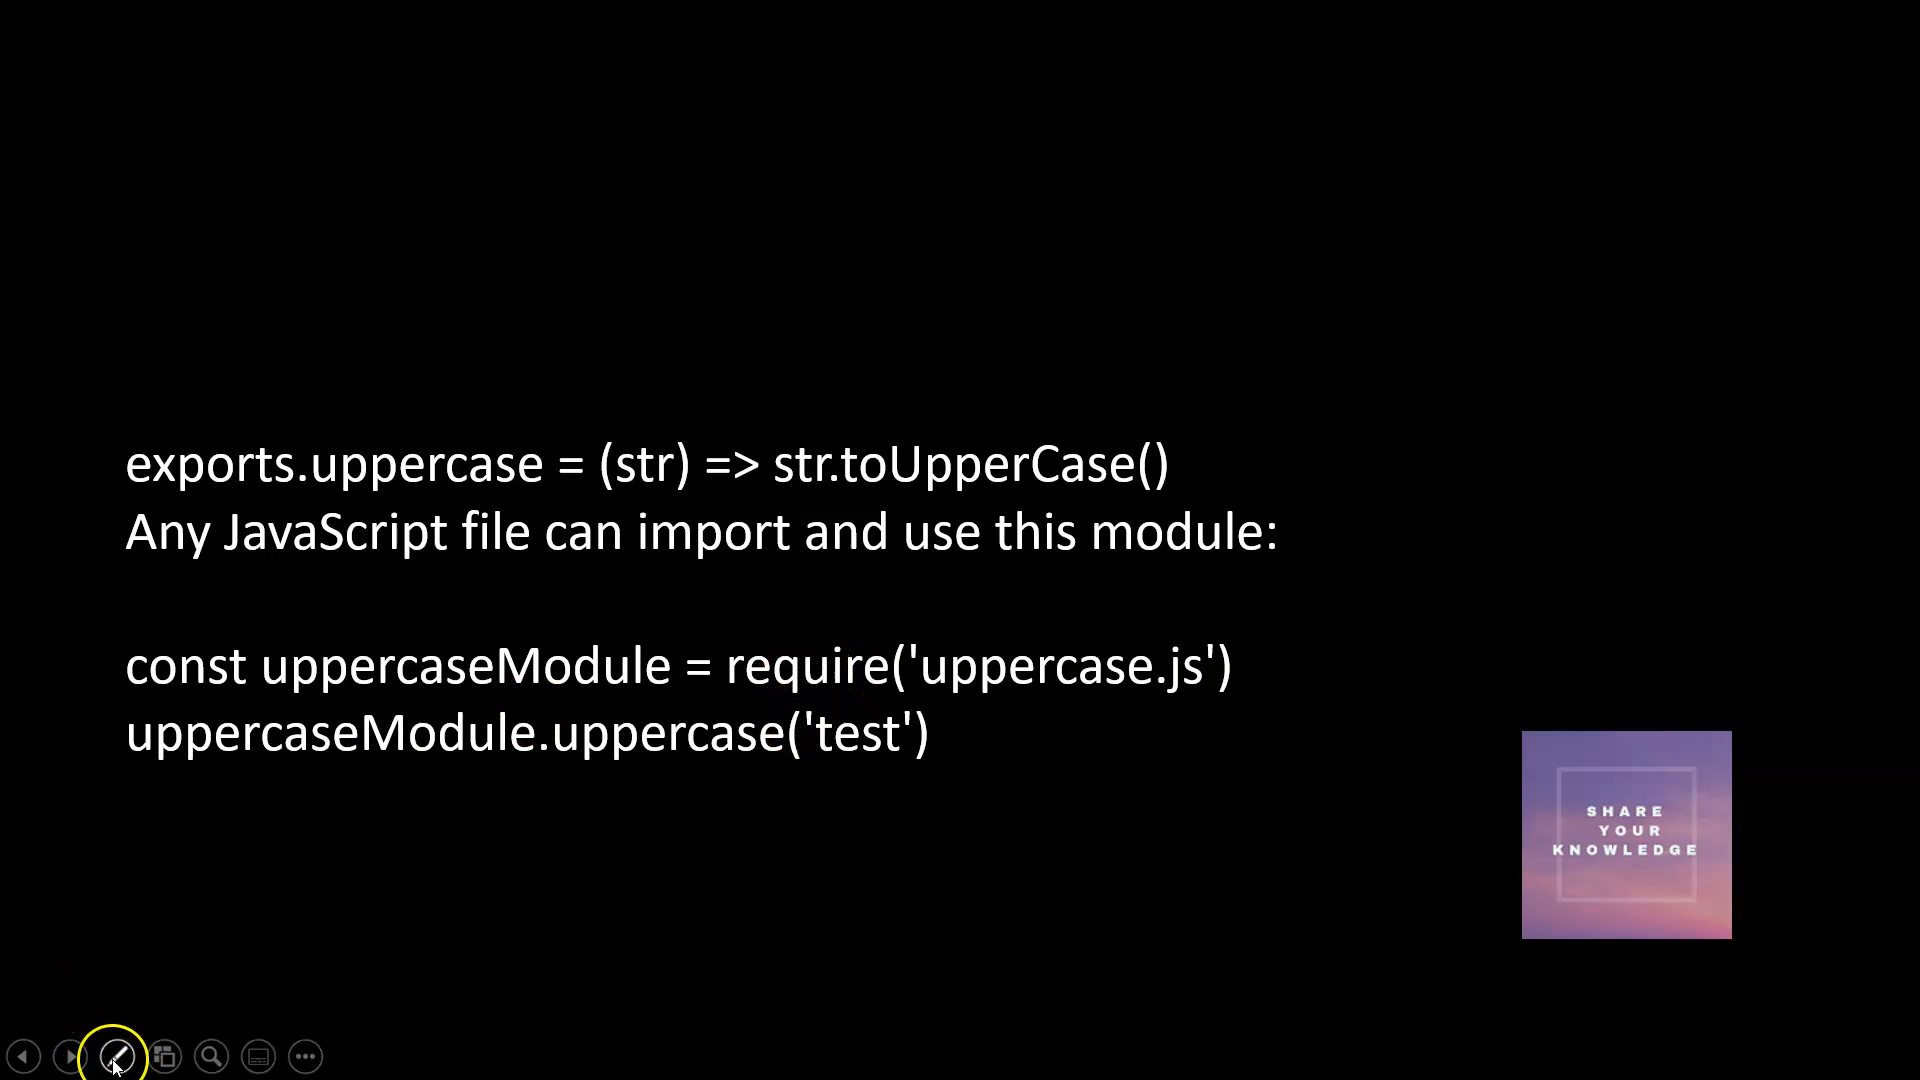 exports.uppercase = (str) => str.toUpperCase()
Any JavaScript file can import and use this module:
const uppercaseModule = require('uppercase.js')
uppercaseModule.uppercase('test')
SHARE
YOUR
KNOWLEDGE